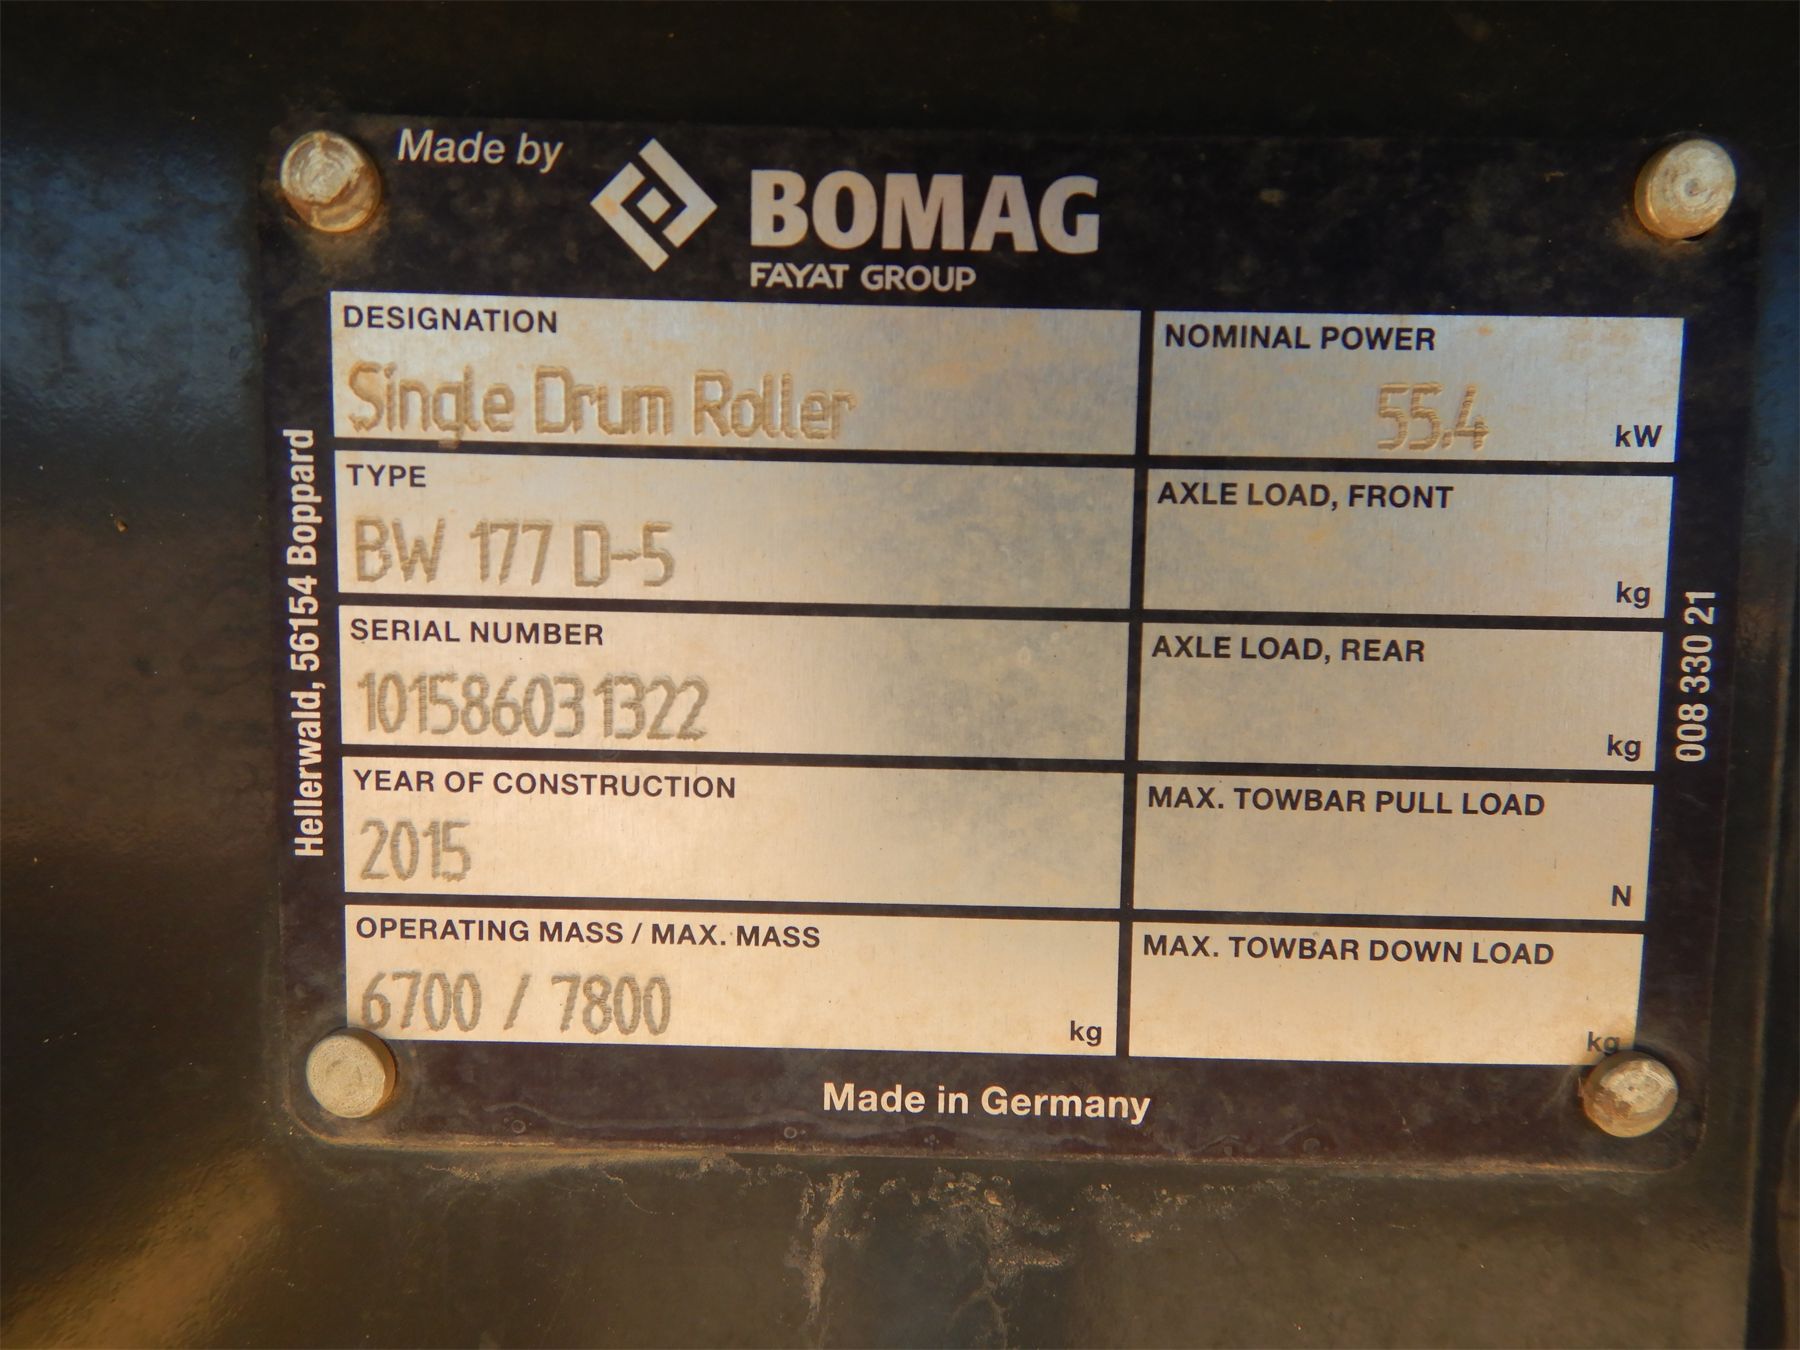 Made by
BOMAG
FAYAT GROUP
DESIGNATION
Single Drum Roller
NOMINAL POWER
55.4 kW
TYPE
BW 177 D-5
AXLE LOAD, FRONT
kg
SERIAL NUMBER
101586031322
AXLE LOAD, REAR
kg
YEAR OF CONSTRUCTION
2015
MAX. TOWBAR PULL LOAD
N
OPERATING MASS / MAX. MASS
6700 / 7800 kg
MAX. TOWBAR DOWN LOAD
kg
Made in Germany
Hellerwald, 56154 Boppard
008 330 21